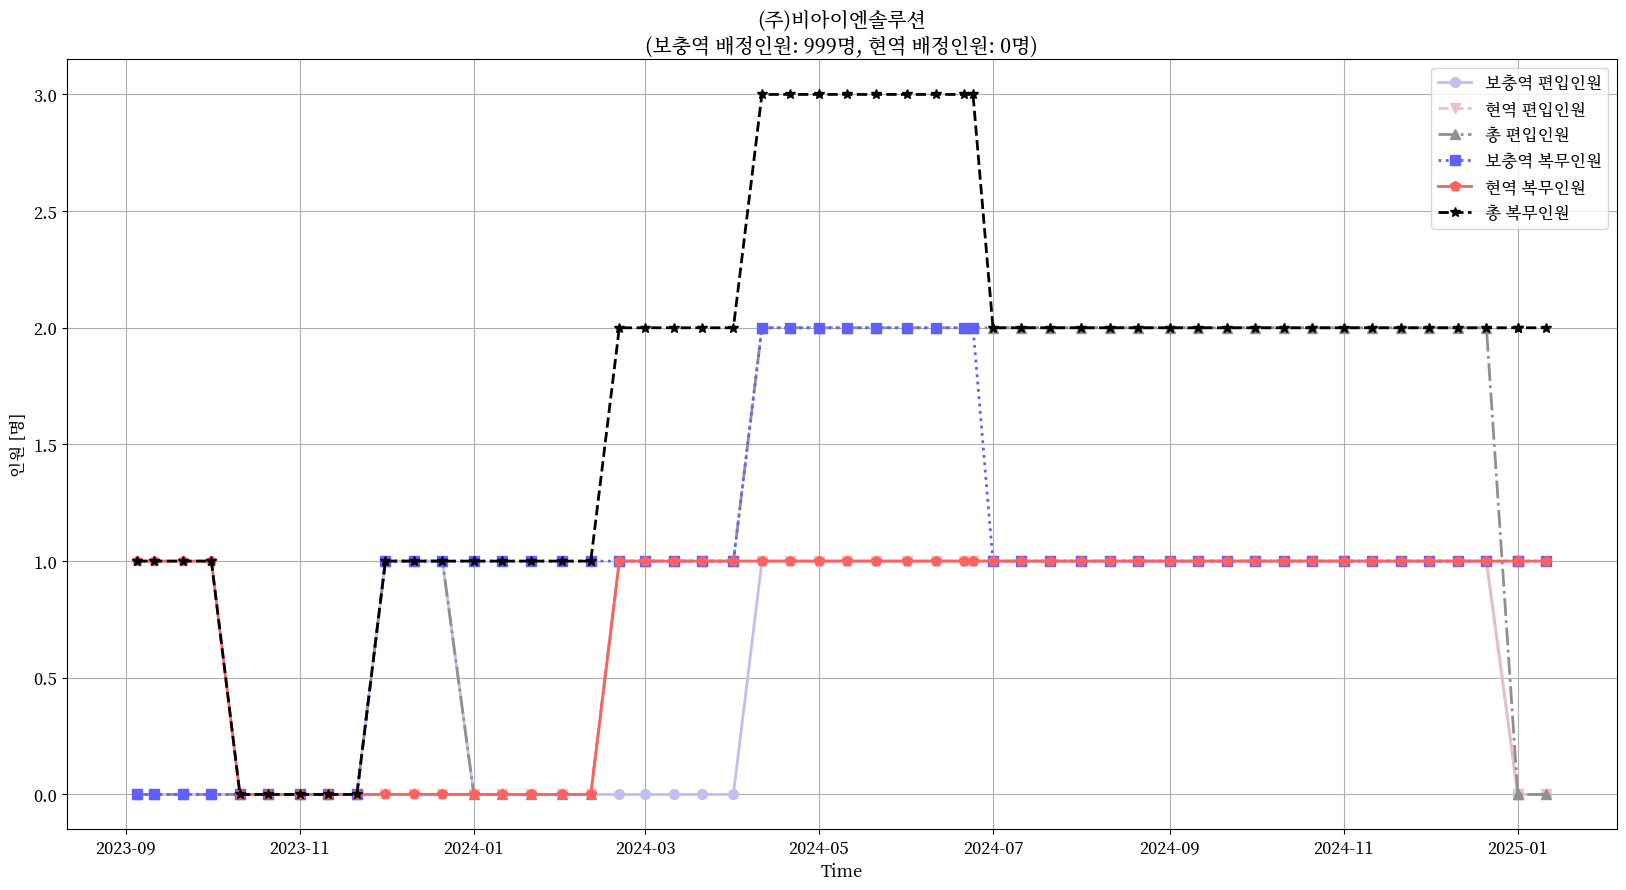 (주)비아이엔솔루션
(보충역 배정인원: 999명, 현역 배정인원: 0명)
보충역 편입인원
현역 편입인원
총 편입인원
보충역 복무인원
현역 복무인원
총 복무인원
인원 [명]
3.0
2.5
2.0
1.5
1.0
0.5
0.0
2023-09 2023-11 2024-01 2024-03 2024-05 2024-07 2024-09 2024-11 2025-01
Time